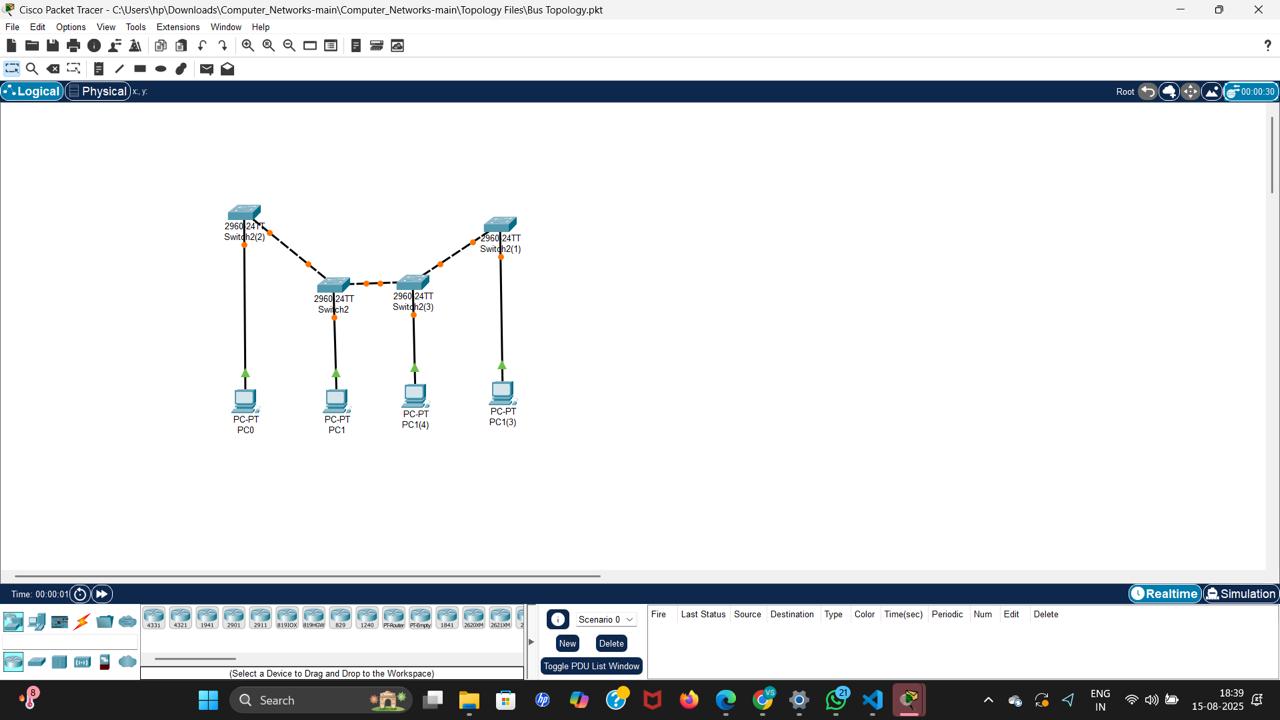 Cisco Packet Tracer - C:\Users\hp\Downloads\Computer_Networks-main\Computer_Networks-main\Topology Files\Bus Topology.pkt
File Edit Options View Tools Extensions Window Help
?
Logical Physical x:, y: Root 00:00:30
2960-24TT
Switch2(2)
2960-24TT
Switch2(1)
2960-24TT
Switch2
2960-24TT
Switch2(3)
PC-PT
PC0
PC-PT
PC1
PC-PT
PC1(4)
PC-PT
PC1(3)
Time: 00:00:01 Realtime Simulation
4331 4321 1941 2901 2911 819IOX 819HGW 829 1240 PT-Router PT-Empty 1841 2620XM 2621XM 2
(Select a Device to Drag and Drop to the Workspace)
Scenario 0
New Delete
Toggle PDU List Window
Fire Last Status Source Destination Type Color Time(sec) Periodic Num Edit Delete
8
Search
hp
VS
21
ENG
IN
18:39
15-08-2025